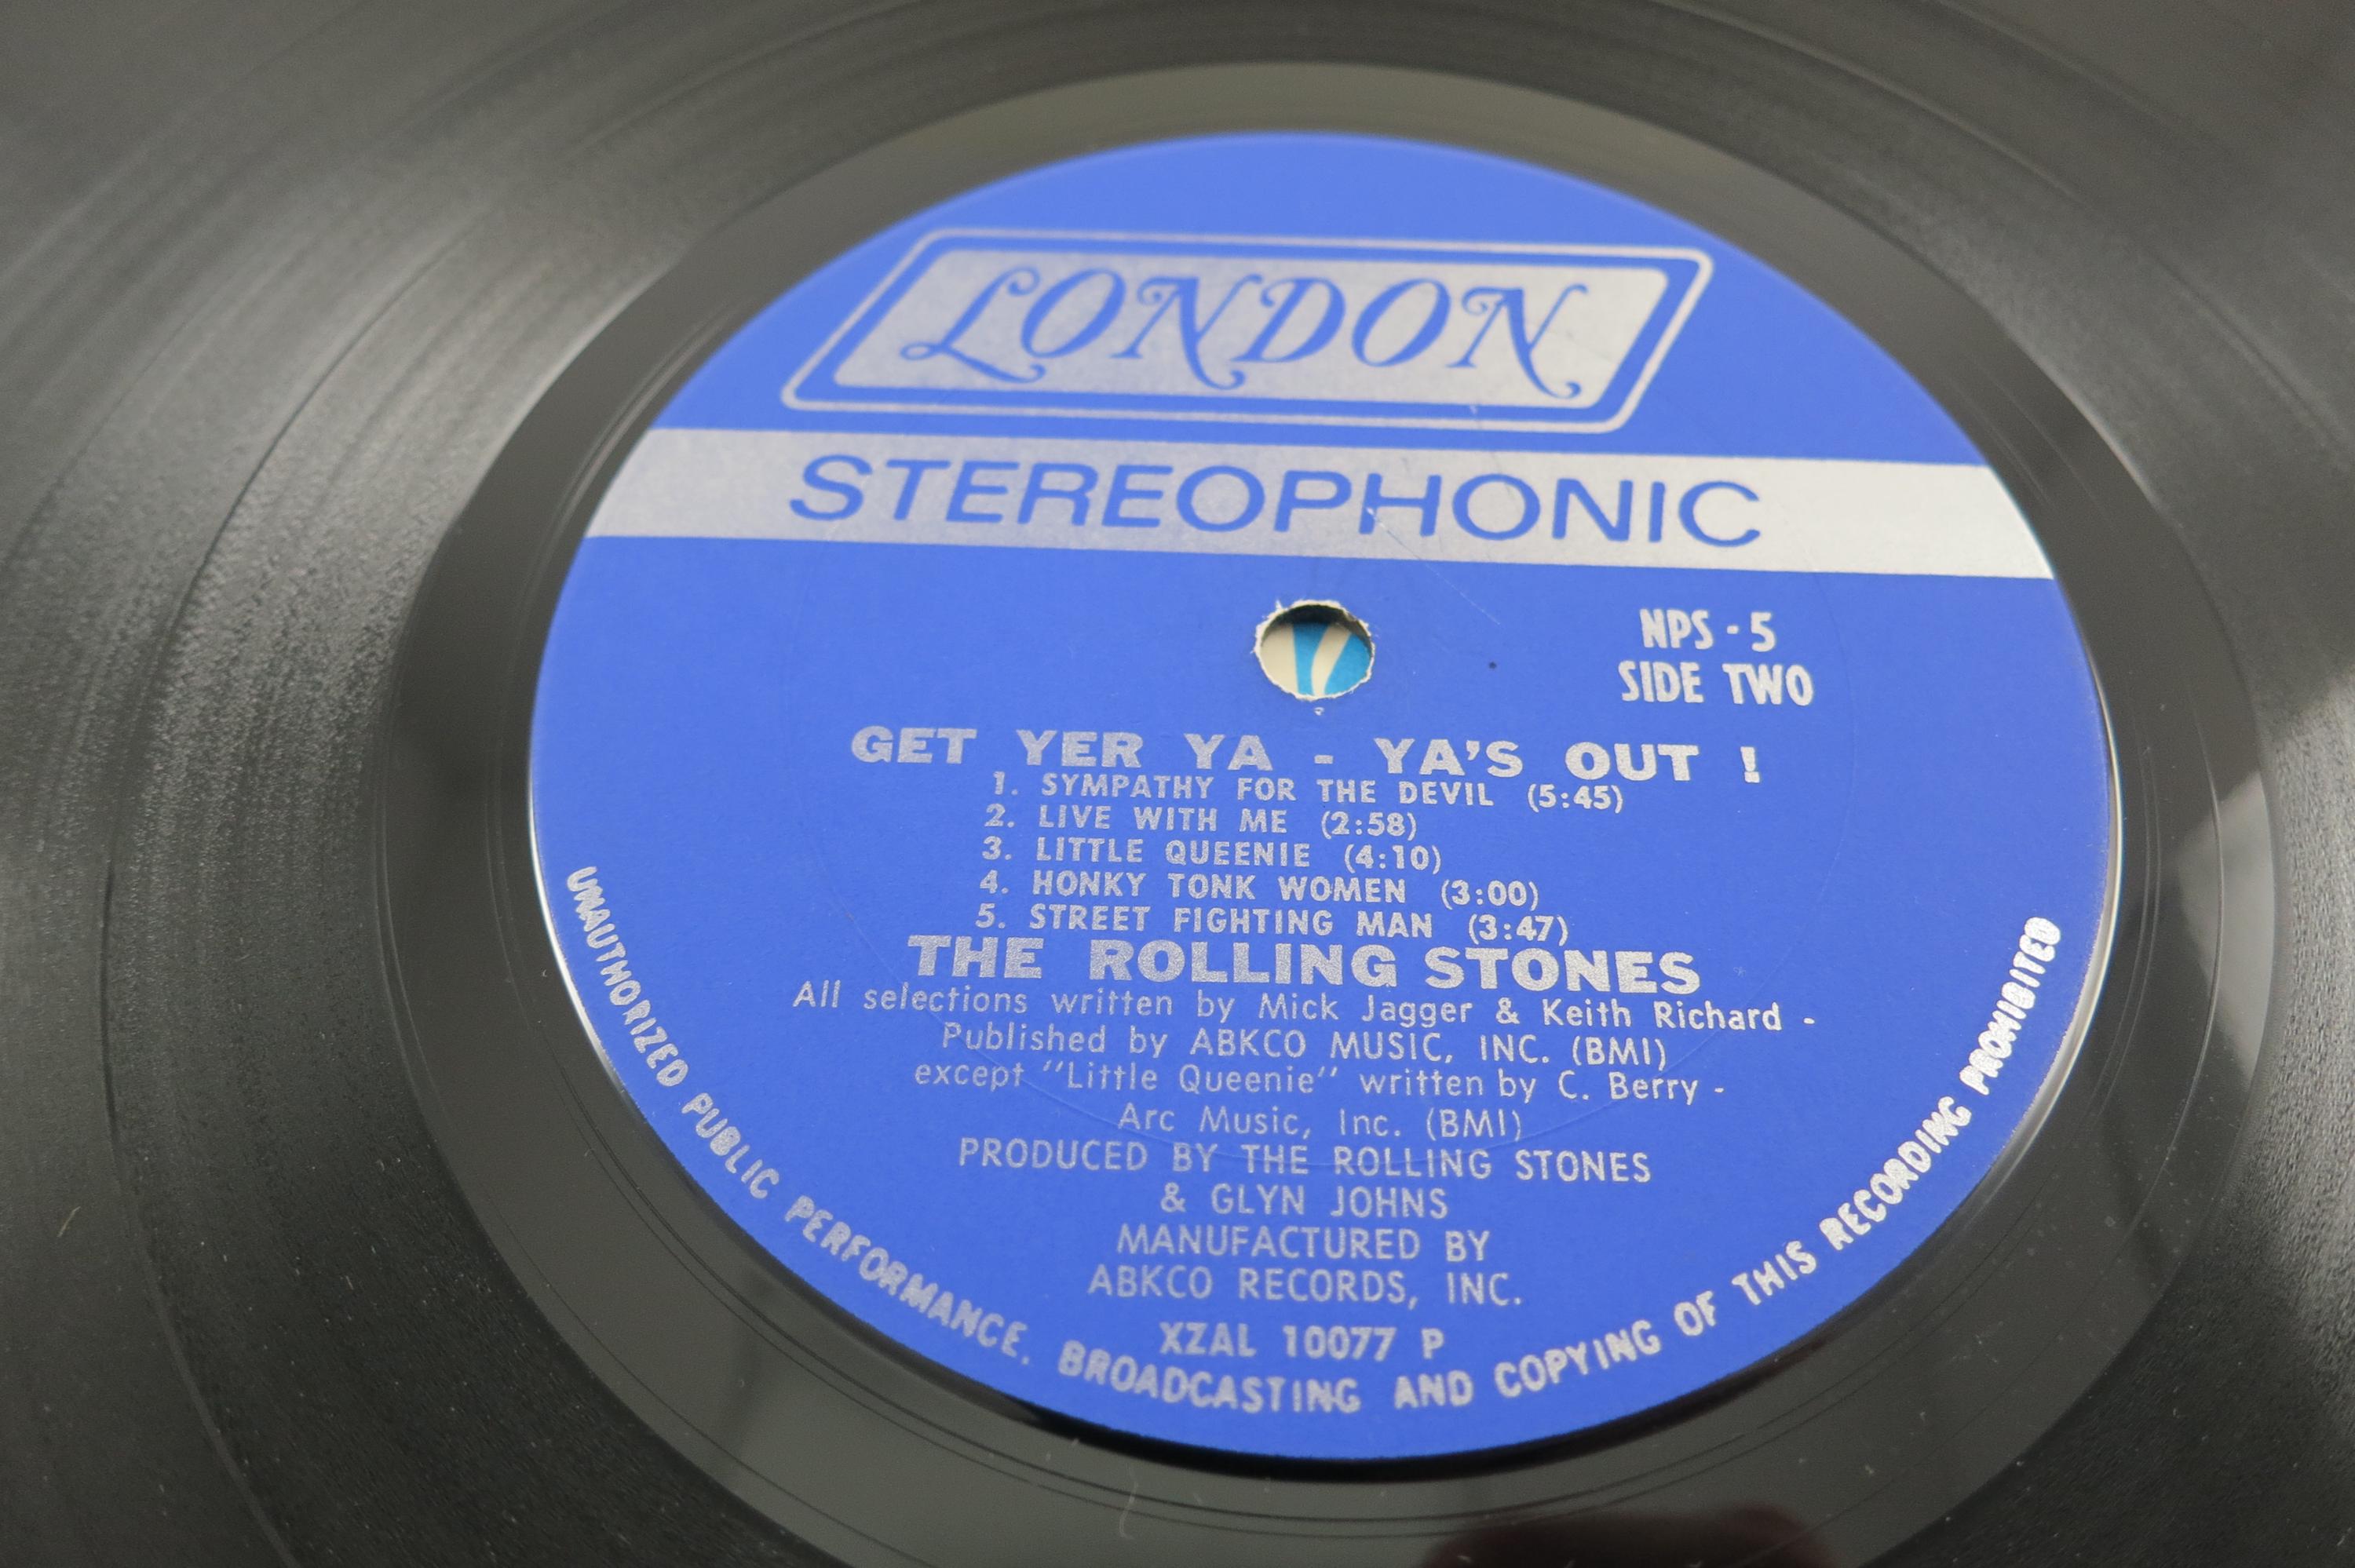 LONDON
STEREOPHONIC
NPS - 5
SIDE TWO
GET YER YA - YA'S OUT !
1. SYMPATHY FOR THE DEVIL (5:45)
2. LIVE WITH ME (2:58)
3. LITTLE QUEENIE (4:10)
4. HONKY TONK WOMEN (3:00)
5. STREET FIGHTING MAN (3:47)
THE ROLLING STONES
All selections written by Mick Jagger & Keith Richard -
Published by ABKCO MUSIC, INC. (BMI)
except "Little Queenie" written by C. Berry -
Arc Music, Inc. (BMI)
PRODUCED BY THE ROLLING STONES
& GLYN JOHNS
MANUFACTURED BY
ABKCO RECORDS, INC.
XZAL 10077 P
UNAUTHORIZED PUBLIC PERFORMANCE, BROADCASTING AND COPYING OF THIS RECORDING PROHIBITED